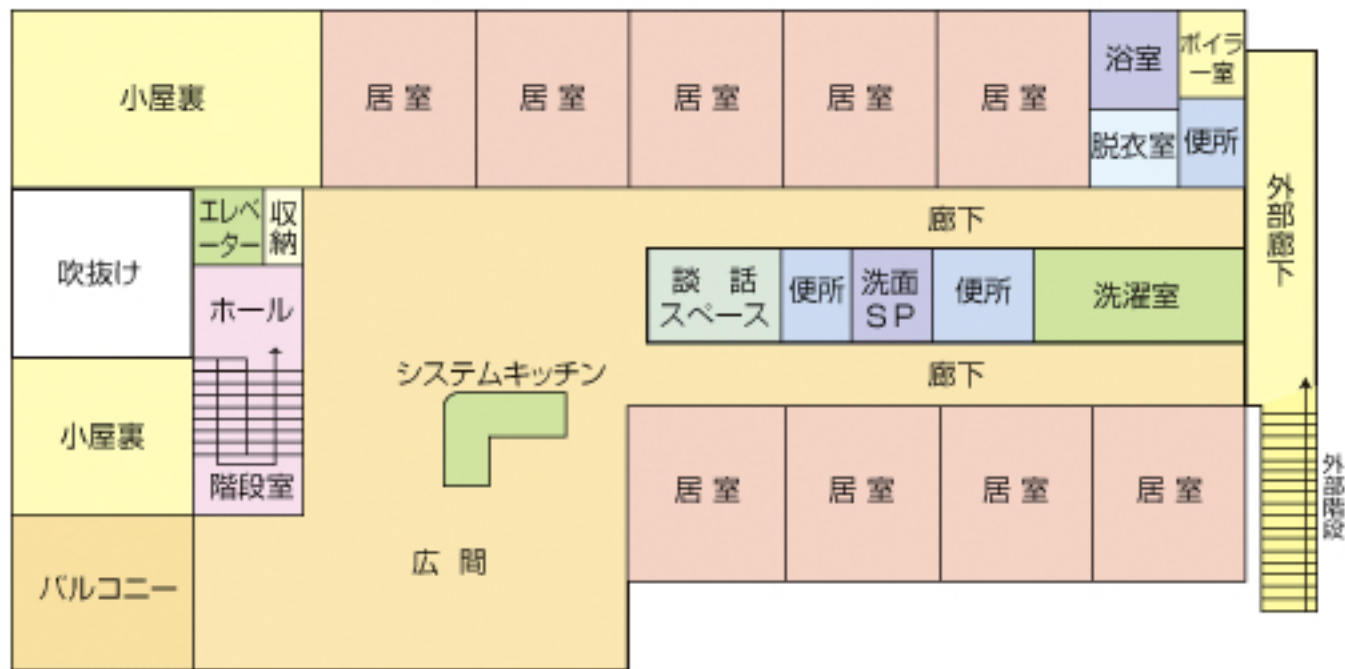 小屋裏
居室
居室
居室
居室
居室
浴室
ボイラ
ー室
脱衣室
便所
外部廊下
吹抜け
エレベ
ーター
収納
ホール
廊下
談話
スペース
便所
洗面
SP
便所
洗濯室
システムキッチン
廊下
小屋裏
階段室
居室
居室
居室
居室
外部階段
広間
バルコニー